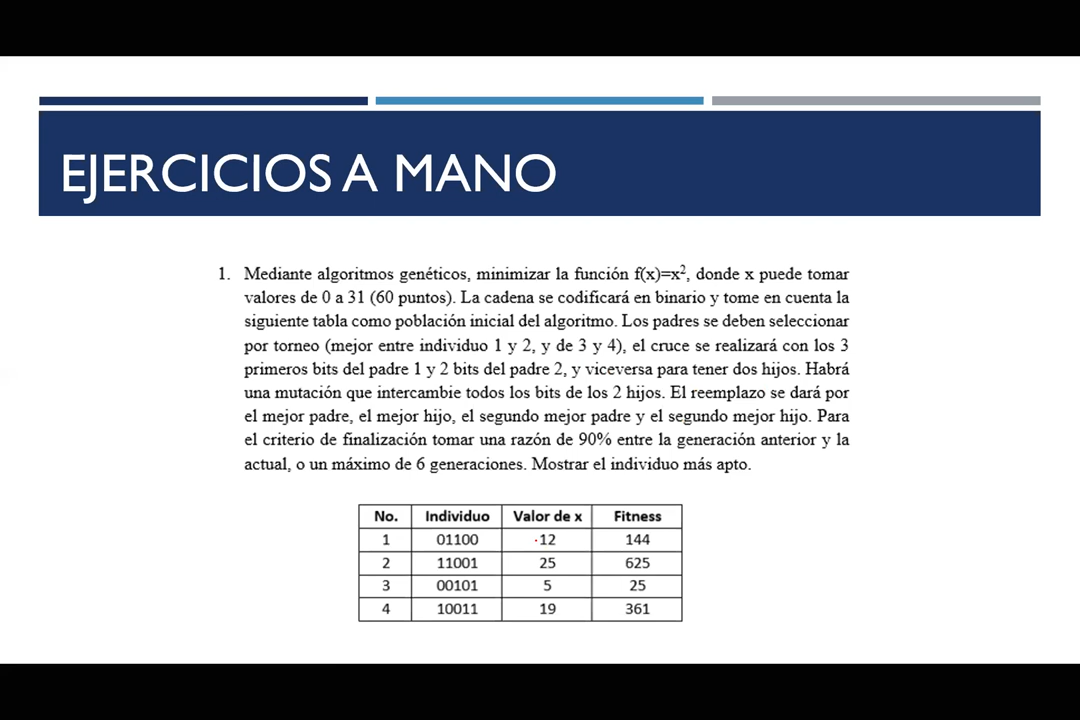 EJERCICIOS A MANO
1. Mediante algoritmos genéticos, minimizar la función f(x)=x², donde x puede tomar
valores de 0 a 31 (60 puntos). La cadena se codificará en binario y tome en cuenta la
siguiente tabla como población inicial del algoritmo. Los padres se deben seleccionar
por torneo (mejor entre individuo 1 y 2, y de 3 y 4), el cruce se realizará con los 3
primeros bits del padre 1 y 2 bits del padre 2, y viceversa para tener dos hijos. Habrá
una mutación que intercambie todos los bits de los 2 hijos. El reemplazo se dará por
el mejor padre, el mejor hijo, el segundo mejor padre y el segundo mejor hijo. Para
el criterio de finalización tomar una razón de 90% entre la generación anterior y la
actual, o un máximo de 6 generaciones. Mostrar el individuo más apto.
No. Individuo Valor de x Fitness
1 01100 12 144
2 11001 25 625
3 00101 5 25
4 10011 19 361